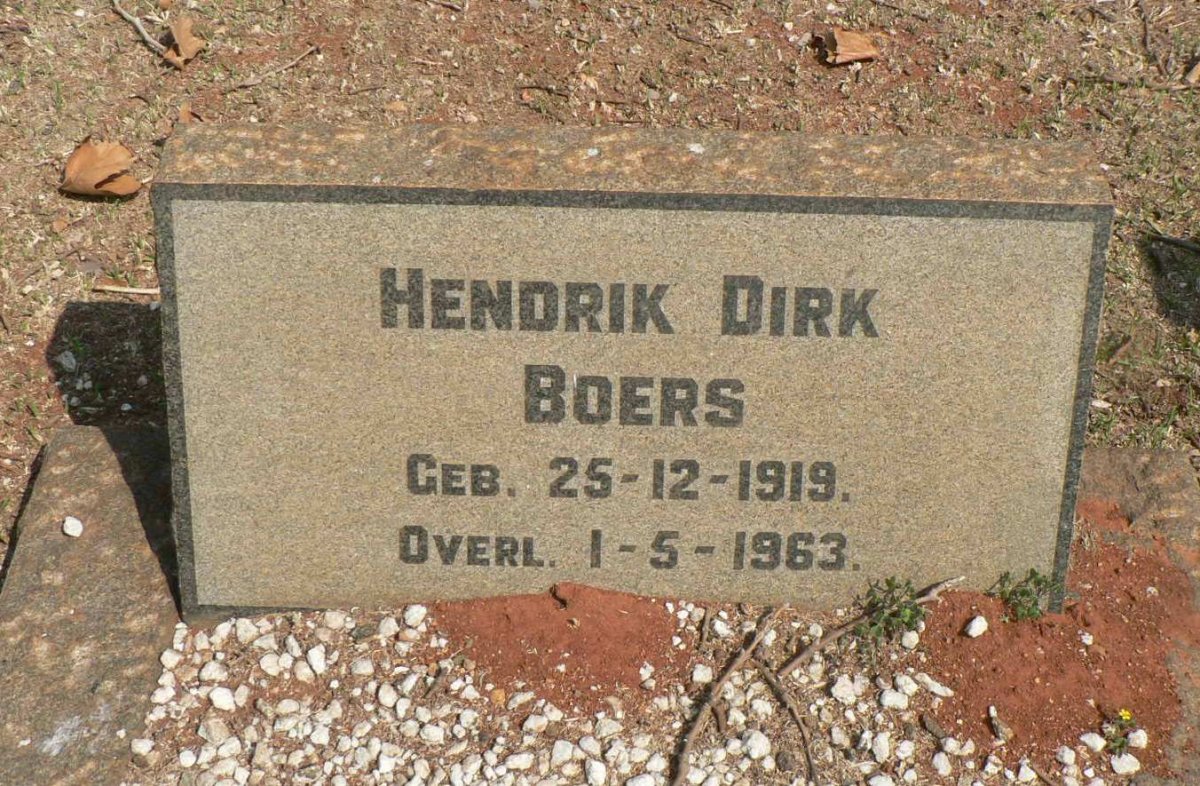 HENDRIK DIRK
BOERS
GEB. 25-12-1919.
OVERL. 1-5-1963.